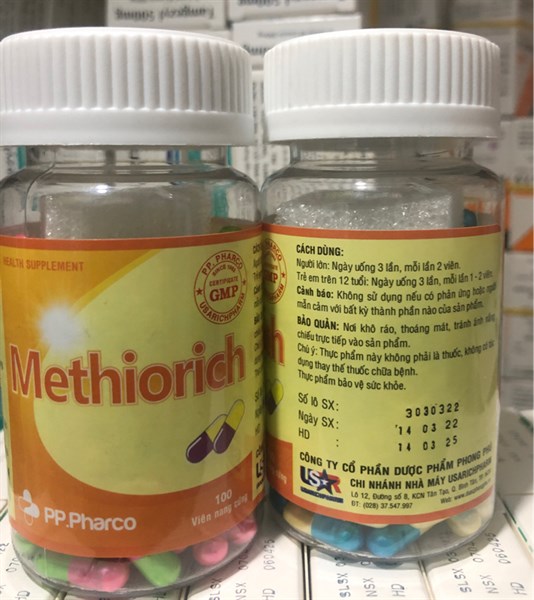 HEALTH SUPPLEMENT
PP. PHARCO
SINCE 1989
CERTIFICATE
GMP
USARICHPHARM
Methiorich
100
Viên nang cứng
PP.Pharco
CÁCH DÙNG:
Người lớn: Ngày uống 3 lần, mỗi lần 2 viên.
Trẻ em trên 12 tuổi: Ngày uống 3 lần, mỗi lần 1 - 2 viên.
Cảnh báo: Không sử dụng nếu có phản ứng hoặc người
mẫn cảm với bất kỳ thành phần nào của sản phẩm.
BẢO QUẢN: Nơi khô ráo, thoáng mát, tránh ánh nắng
chiếu trực tiếp vào sản phẩm.
Chú ý: Thực phẩm này không phải là thuốc, không có tác
dụng thay thế thuốc chữa bệnh.
Thực phẩm bảo vệ sức khỏe.
Số lô SX: 3030322
Ngày SX: 14 03 22
HD : 14 03 25
CÔNG TY CỔ PHẦN DƯỢC PHẨM PHONG PHÚ
CHI NHÁNH NHÀ MÁY USARICHPHARM
USR
Lô 12, Đường số 8, KCN Tân Tạo, Q. Bình Tân,
ĐT: (028) 37.547.997